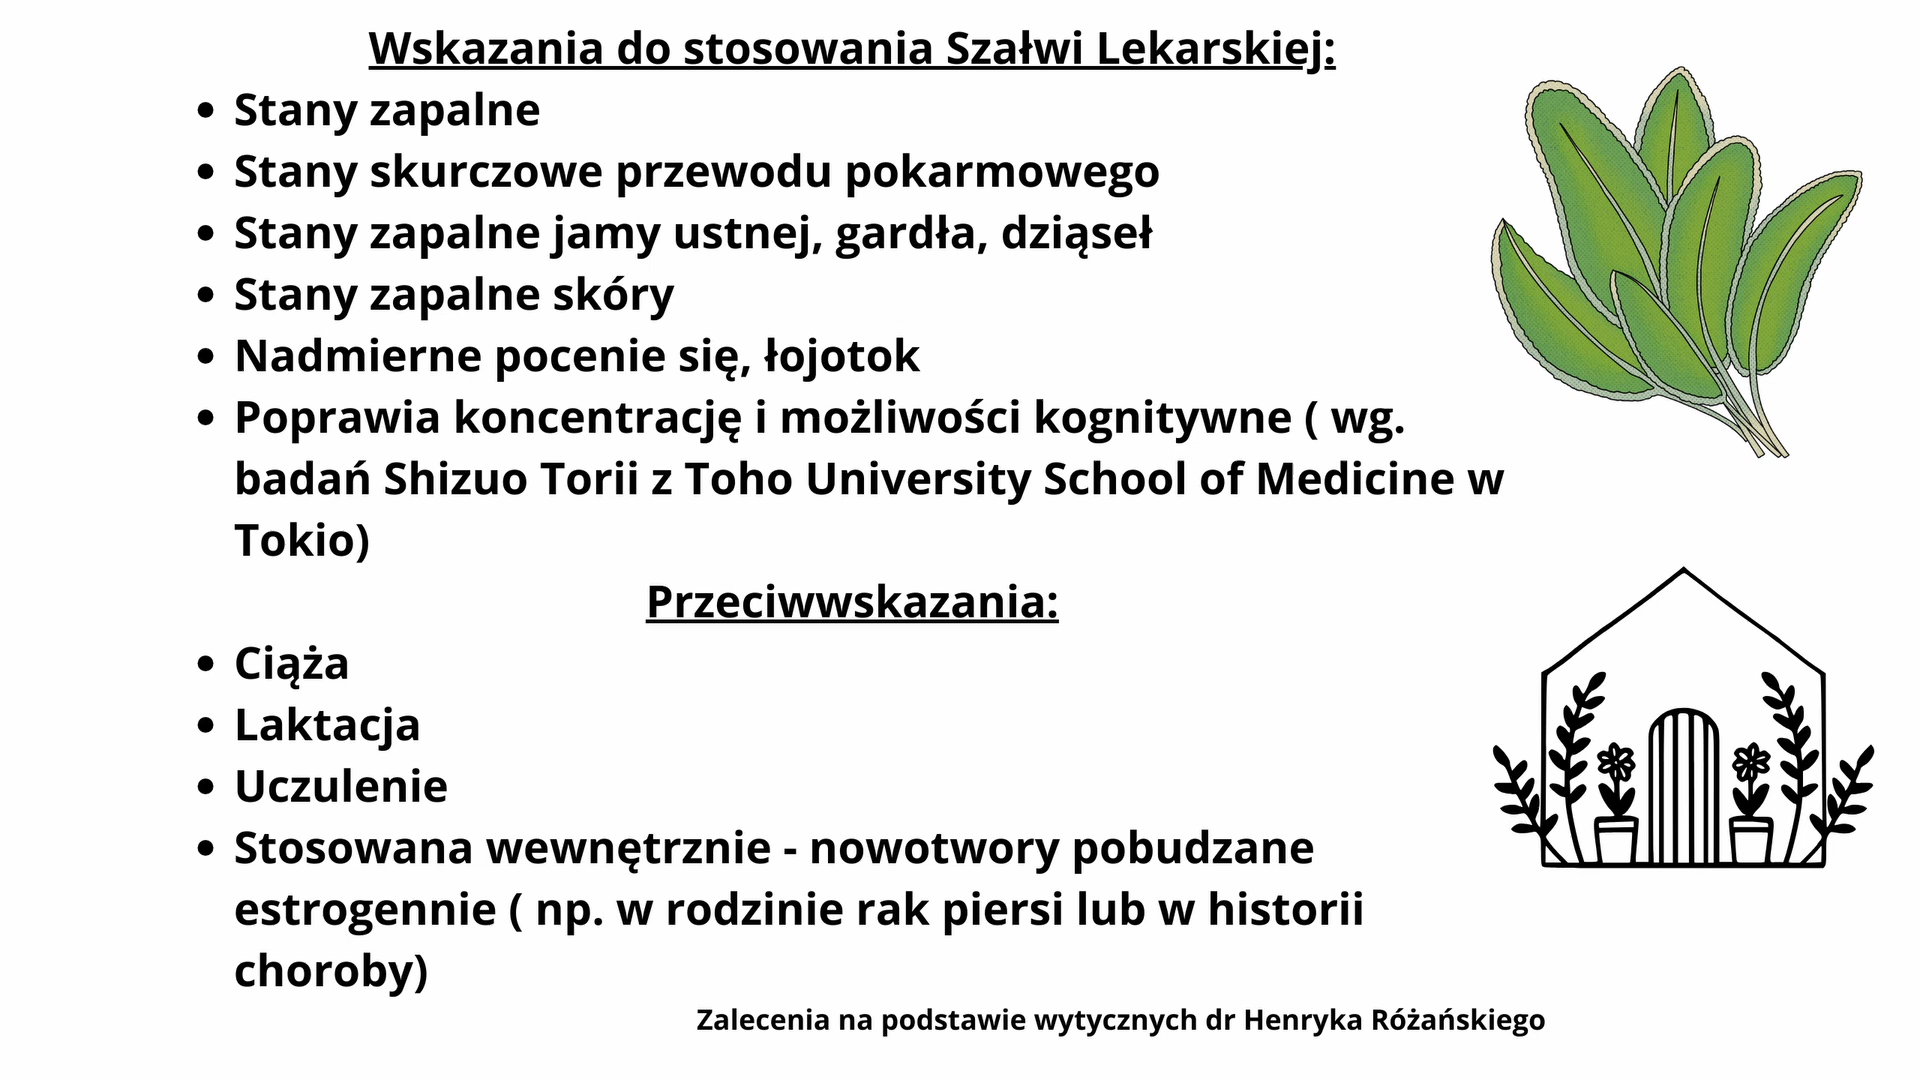 Wskazania do stosowania Szałwi Lekarskiej:
• Stany zapalne
• Stany skurczowe przewodu pokarmowego
• Stany zapalne jamy ustnej, gardła, dziąseł
• Stany zapalne skóry
• Nadmierne pocenie się, łojotok
• Poprawia koncentrację i możliwości kognitywne ( wg.
badań Shizuo Torii z Toho University School of Medicine w
Tokio)
Przeciwwskazania:
• Ciąża
• Laktacja
• Uczulenie
• Stosowana wewnętrznie - nowotwory pobudzane
estrogennie ( np. w rodzinie rak piersi lub w historii
choroby)
Zalecenia na podstawie wytycznych dr Henryka Różańskiego